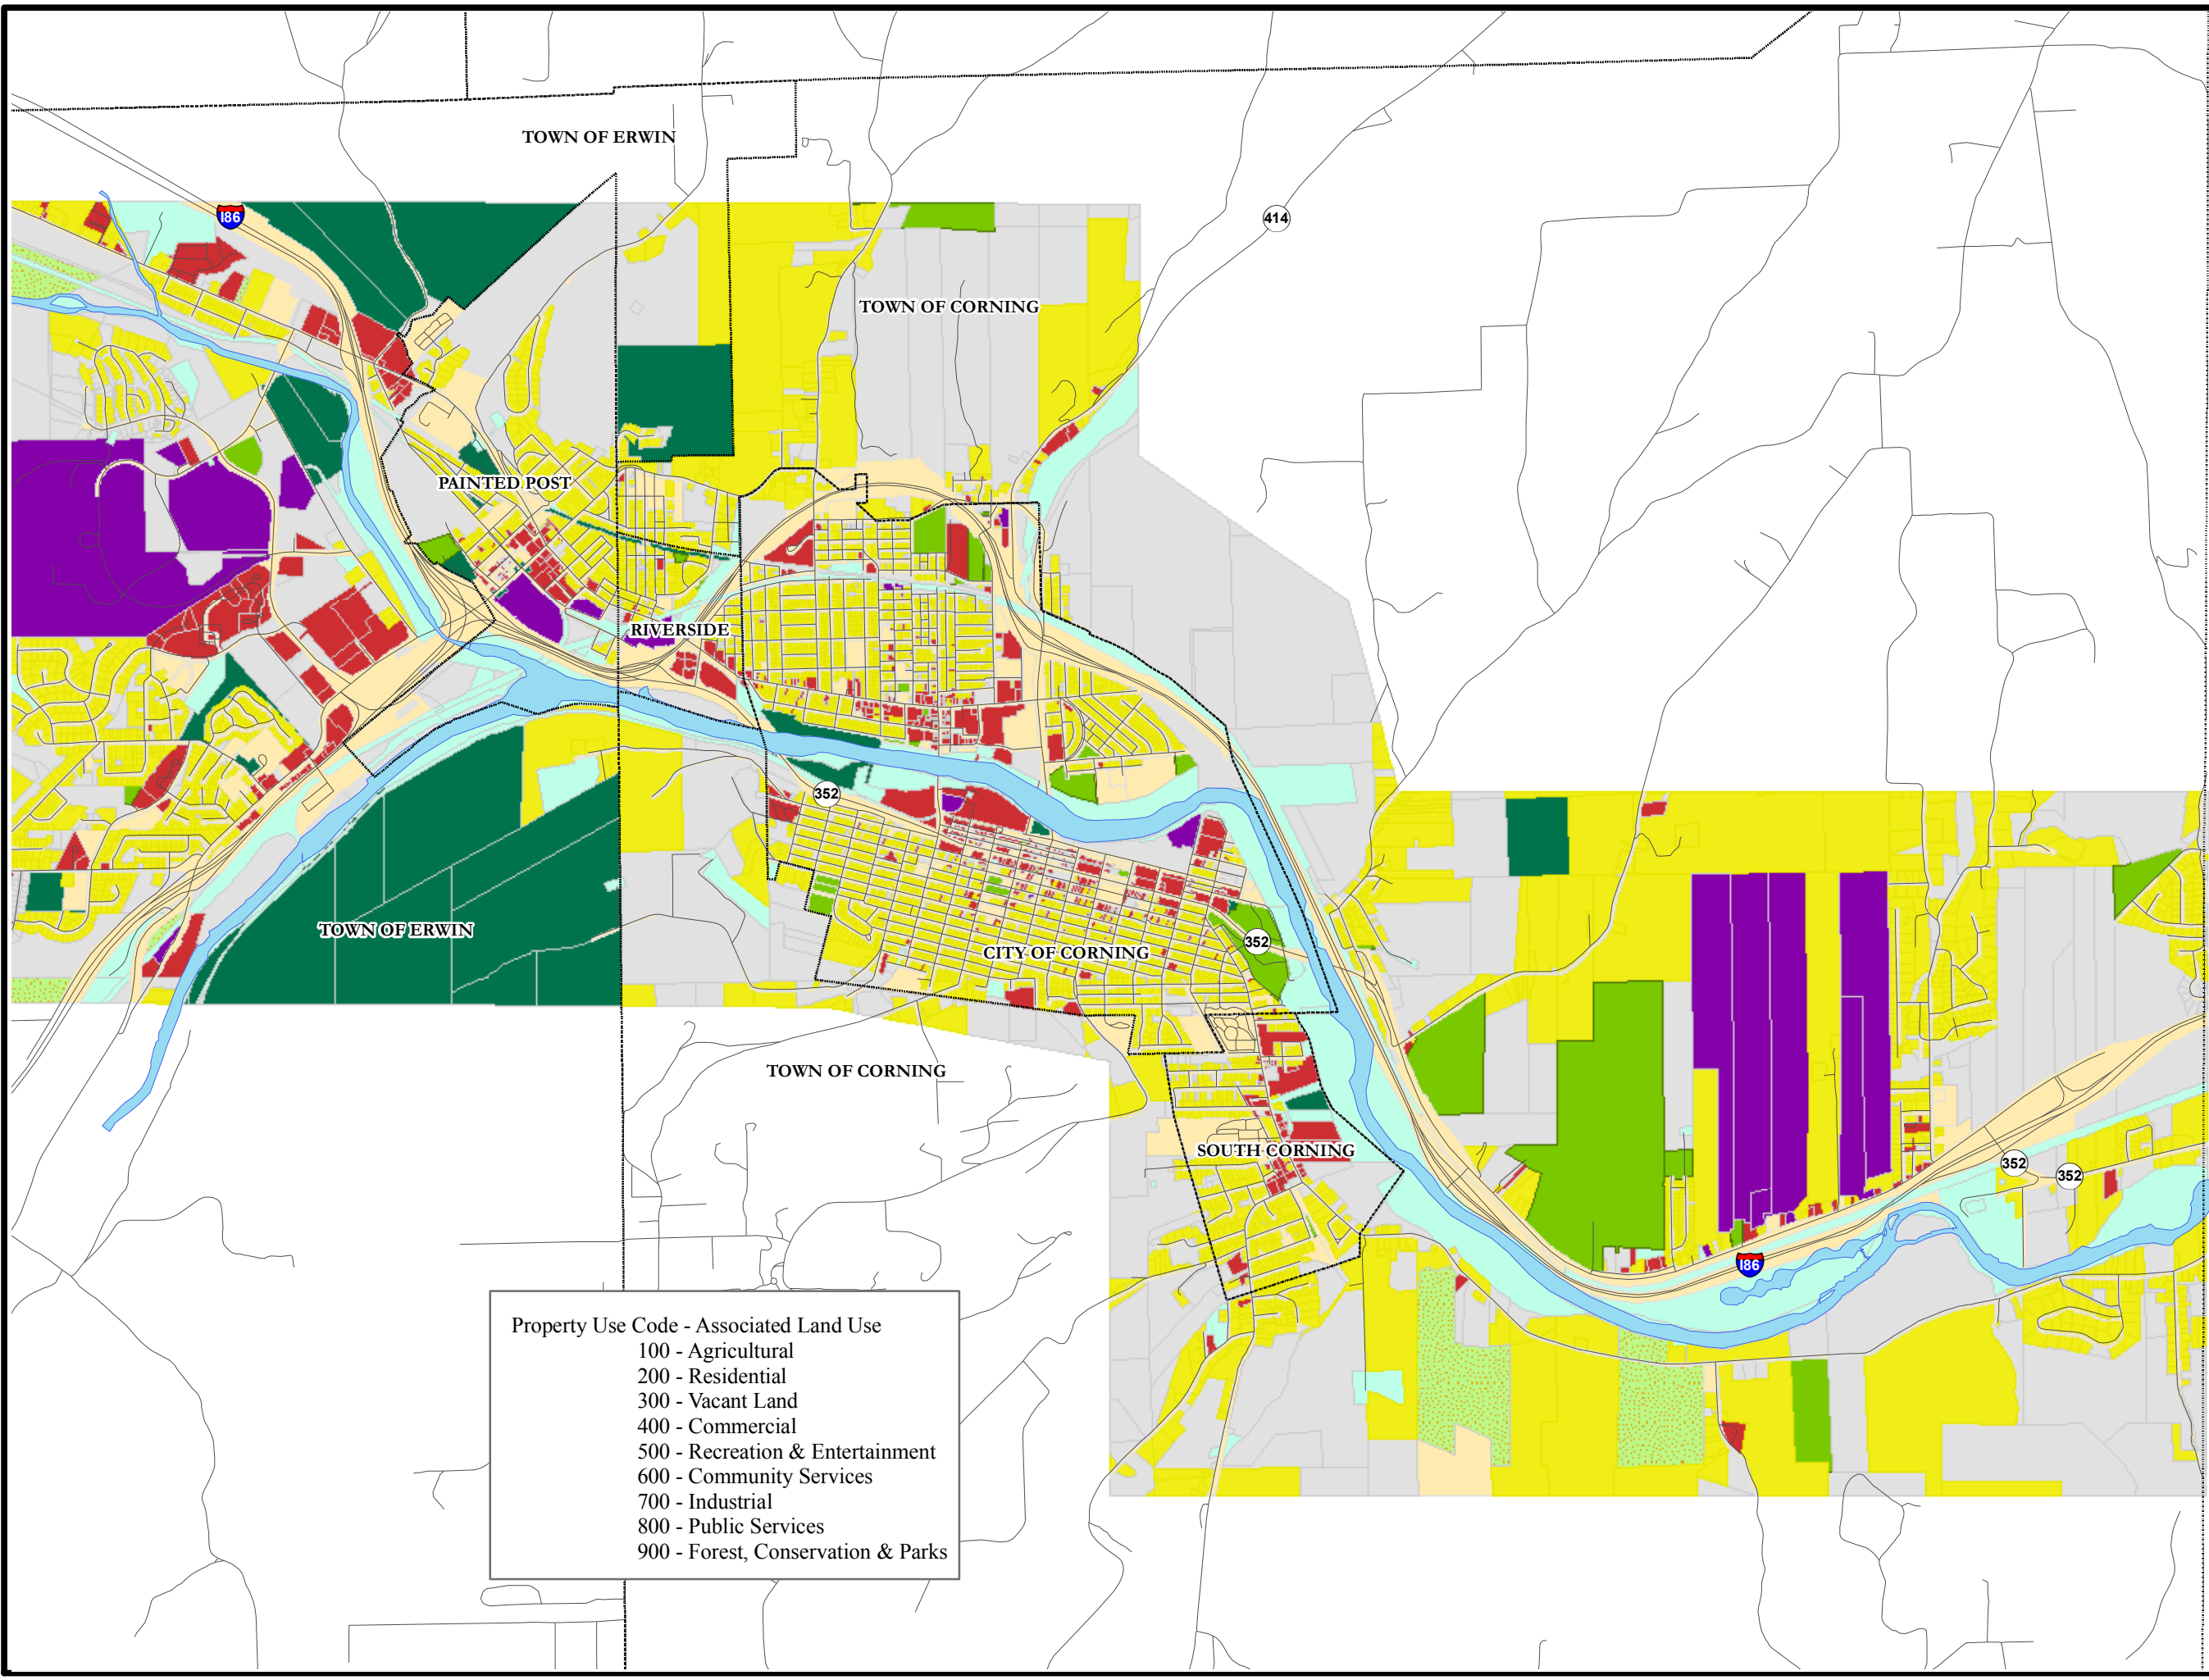 TOWN OF ERWIN
I86
414
TOWN OF CORNING
PAINTED POST
RIVERSIDE
352
TOWN OF ERWIN
352
CITY OF CORNING
TOWN OF CORNING
SOUTH CORNING
352
352
I86
Property Use Code - Associated Land Use
100 - Agricultural
200 - Residential
300 - Vacant Land
400 - Commercial
500 - Recreation & Entertainment
600 - Community Services
700 - Industrial
800 - Public Services
900 - Forest, Conservation & Parks